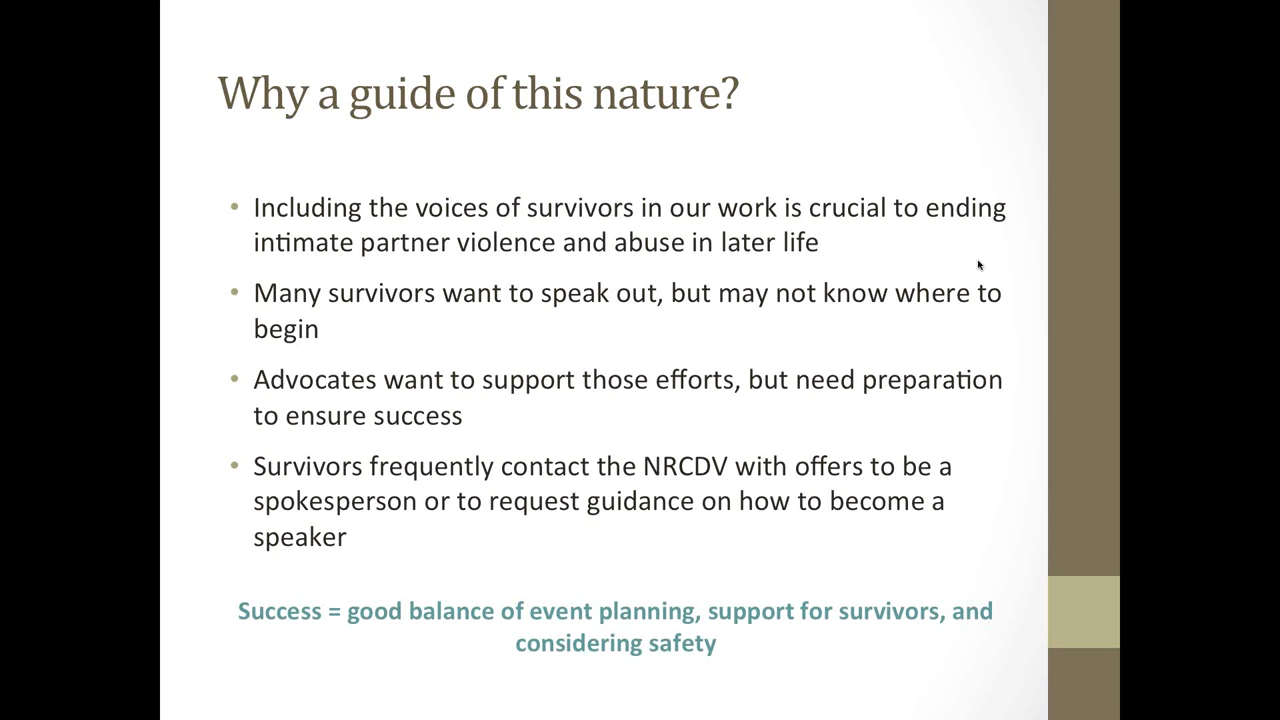 Why a guide of this nature?
• Including the voices of survivors in our work is crucial to ending
intimate partner violence and abuse in later life
• Many survivors want to speak out, but may not know where to
begin
• Advocates want to support those efforts, but need preparation
to ensure success
• Survivors frequently contact the NRCDV with offers to be a
spokesperson or to request guidance on how to become a
speaker
Success = good balance of event planning, support for survivors, and
considering safety